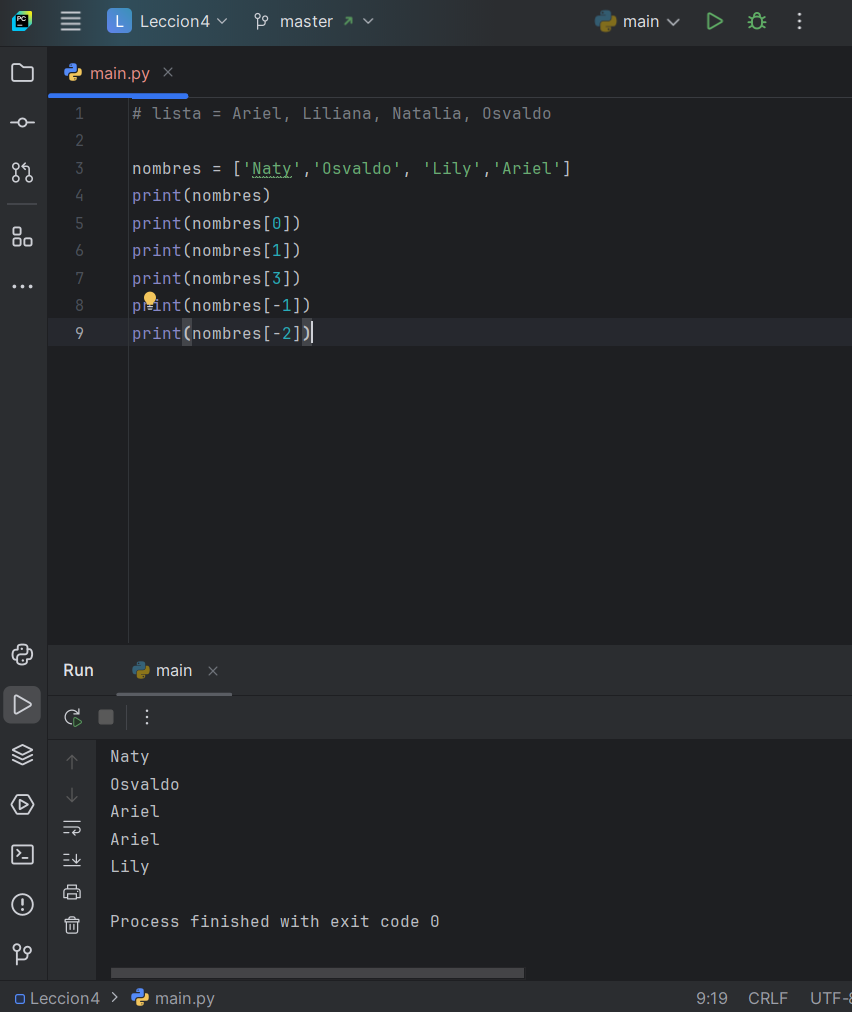 PC
L Leccion4 master main
main.py
1 # lista = Ariel, Liliana, Natalia, Osvaldo
2
3 nombres = ['Naty','Osvaldo', 'Lily','Ariel']
4 print(nombres)
5 print(nombres[0])
6 print(nombres[1])
7 print(nombres[3])
8 print(nombres[-1])
9 print(nombres[-2])
Run main
Naty
Osvaldo
Ariel
Ariel
Lily
Process finished with exit code 0
Leccion4 > main.py 9:19 CRLF UTF-8